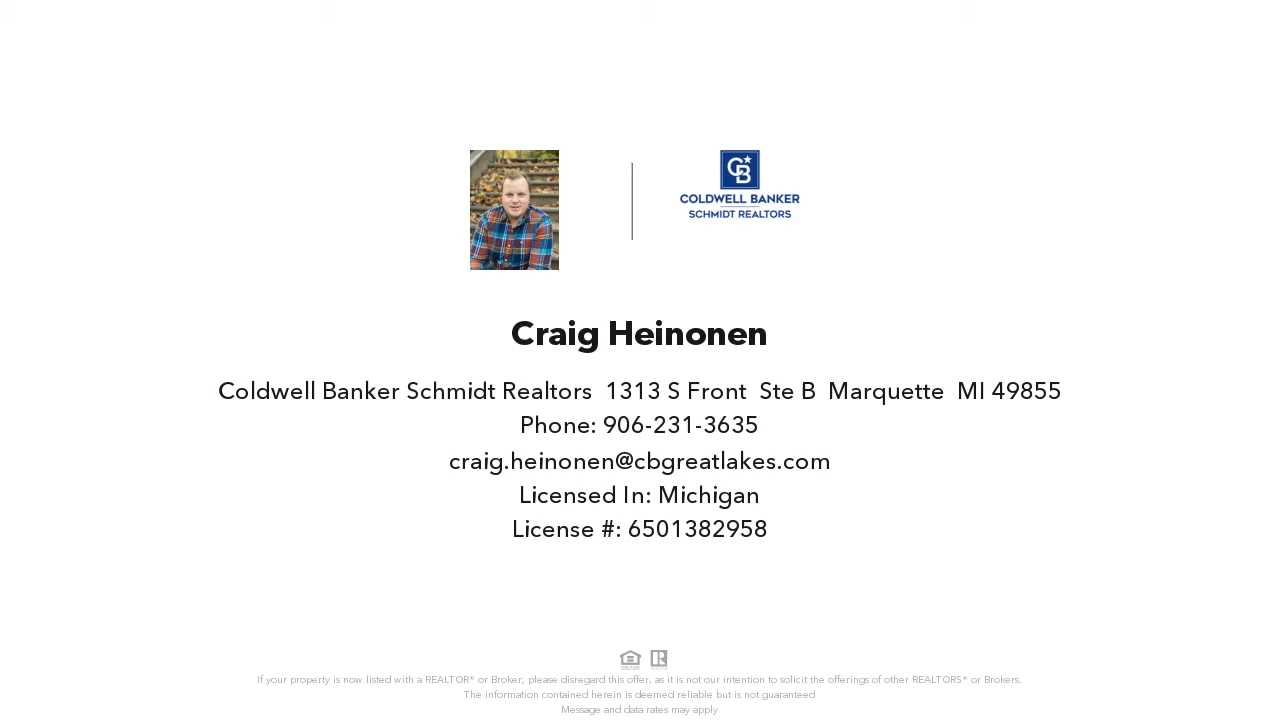 CB
COLDWELL BANKER
SCHMIDT REALTORS
Craig Heinonen
Coldwell Banker Schmidt Realtors 1313 S Front Ste B Marquette MI 49855
Phone: 906-231-3635
craig.heinonen@cbgreatlakes.com
Licensed In: Michigan
License #: 6501382958
If your property is now listed with a REALTOR® or Broker, please disregard this offer, as it is not our intention to solicit the offerings of other REALTORS® or Brokers.
The information contained herein is deemed reliable but is not guaranteed
Message and data rates may apply